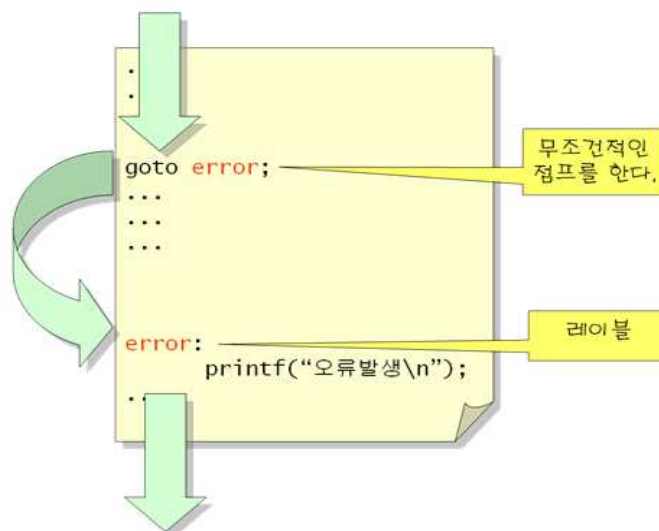 .
.
goto error;
무조건적인
점프를 한다.
...
...
...
error:
레이블
printf("오류발생\n");
..